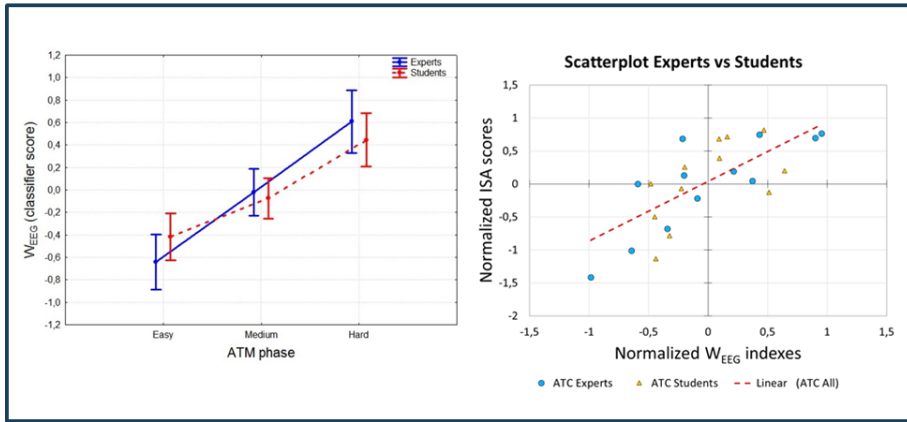 1,2
1,0
0,8
0,6
0,4
0,2
0,0
-0,2
-0,4
-0,6
-0,8
-1,0
-1,2
W_EEG (classifier score)
Experts
Students
Easy Medium Hard
ATM phase
Scatterplot Experts vs Students
1,5
1
0,5
0
-0,5
-1
-1,5
-2
Normalized ISA scores
-1,5 -1 -0,5 0 0,5 1 1,5
Normalized W_EEG indexes
ATC Experts ATC Students Linear (ATC All)